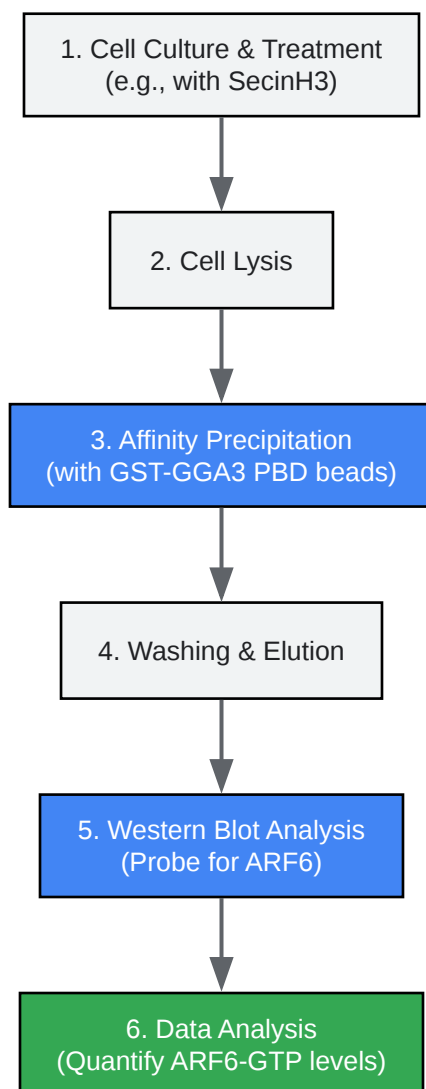 1. Cell Culture & Treatment
(e.g., with SecinH3)
2. Cell Lysis
3. Affinity Precipitation
(with GST-GGA3 PBD beads)
4. Washing & Elution
5. Western Blot Analysis
(Probe for ARF6)
6. Data Analysis
(Quantify ARF6-GTP levels)